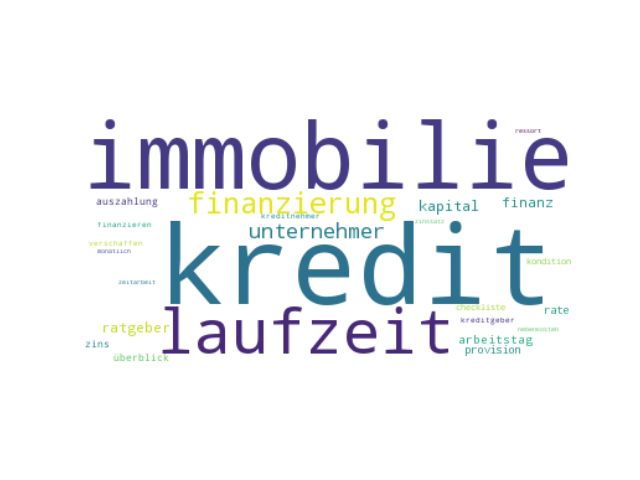 ressort
immobilie
auszahlung
finanzierung
kapital
finanz
kreditnehmer
zinssatz
finanzieren
unternehmer
kredit
verschaffen
monatlich
kondition
zeitarbeit
checkliste
rate
laufzeit
kreditgeber
ratgeber
nebenkosten
zins
arbeitstag
provision
überblick